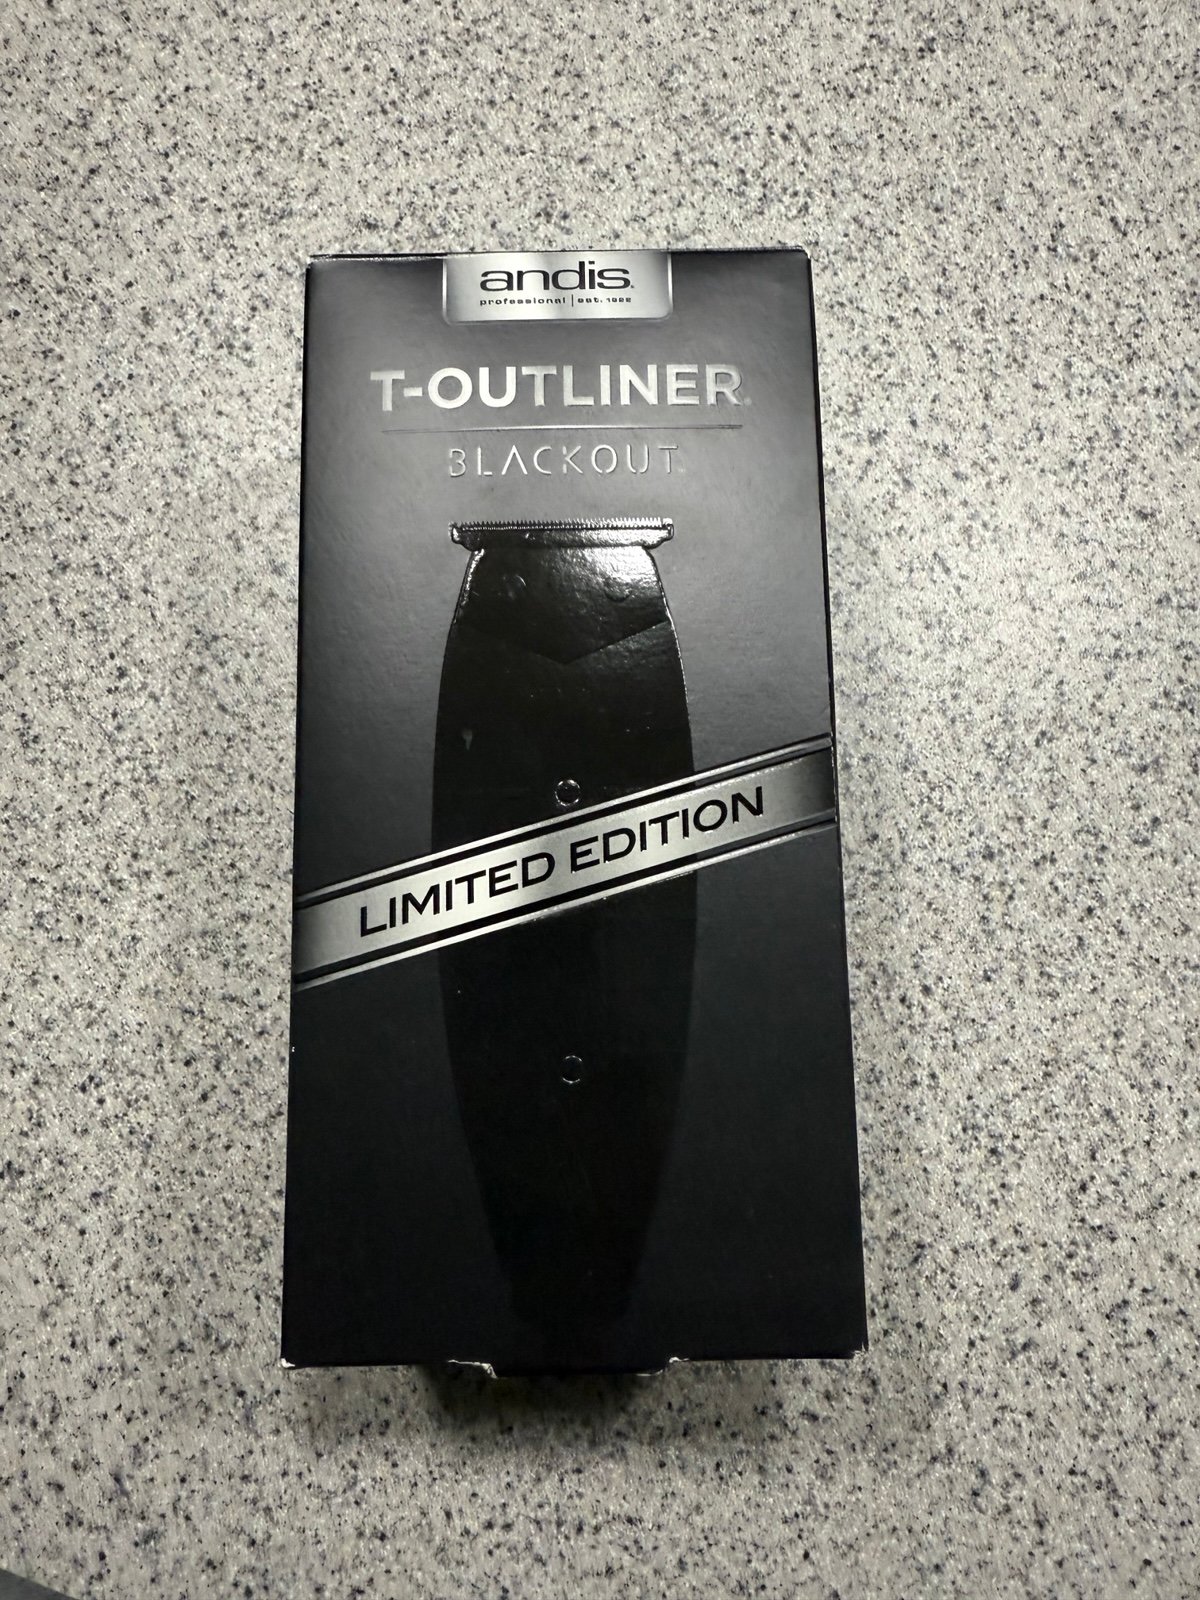 andis®
professional | est. 1922
T-OUTLINER®
BLACKOUT
LIMITED EDITION